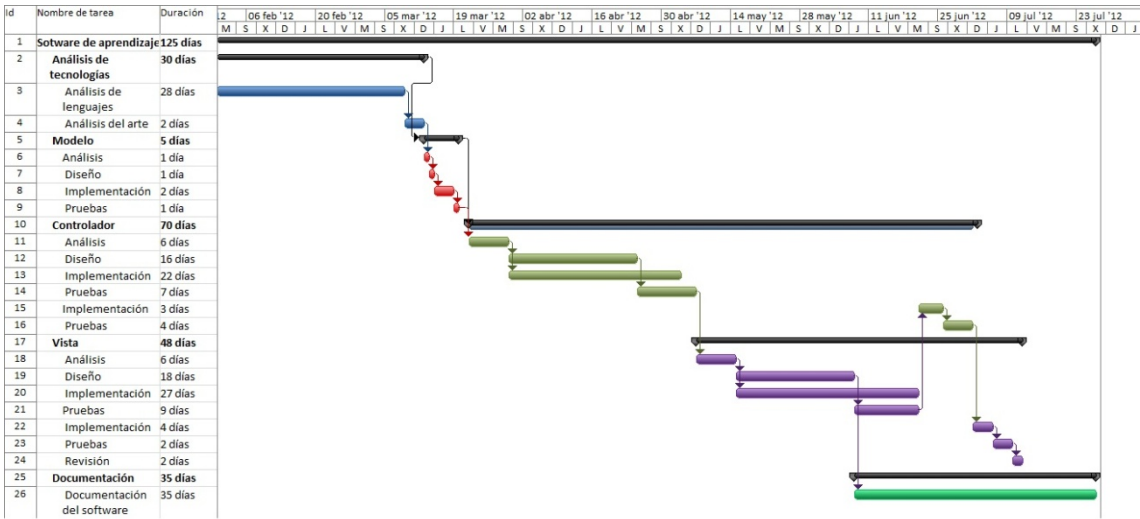 Id Nombre de tarea Duración 12 06 feb '12 20 feb '12 05 mar '12 19 mar '12 02 abr '12 16 abr '12 30 abr '12 14 may '12 28 may '12 11 jun '12 25 jun '12 09 jul '12 23 jul '12
M S X D J L V M S X D J L V M S X D J L V M S X D J L V M S X D J L V M S X D J L V M S X D J
1 Sotware de aprendizaje 125 días
2 Análisis de 30 días
tecnologías
3 Análisis de 28 días
lenguajes
4 Análisis del arte 2 días
5 Modelo 5 días
6 Análisis 1 día
7 Diseño 1 día
8 Implementación 2 días
9 Pruebas 1 día
10 Controlador 70 días
11 Análisis 6 días
12 Diseño 16 días
13 Implementación 22 días
14 Pruebas 7 días
15 Implementación 3 días
16 Pruebas 4 días
17 Vista 48 días
18 Análisis 6 días
19 Diseño 18 días
20 Implementación 27 días
21 Pruebas 9 días
22 Implementación 4 días
23 Pruebas 2 días
24 Revisión 2 días
25 Documentación 35 días
26 Documentación 35 días
del software